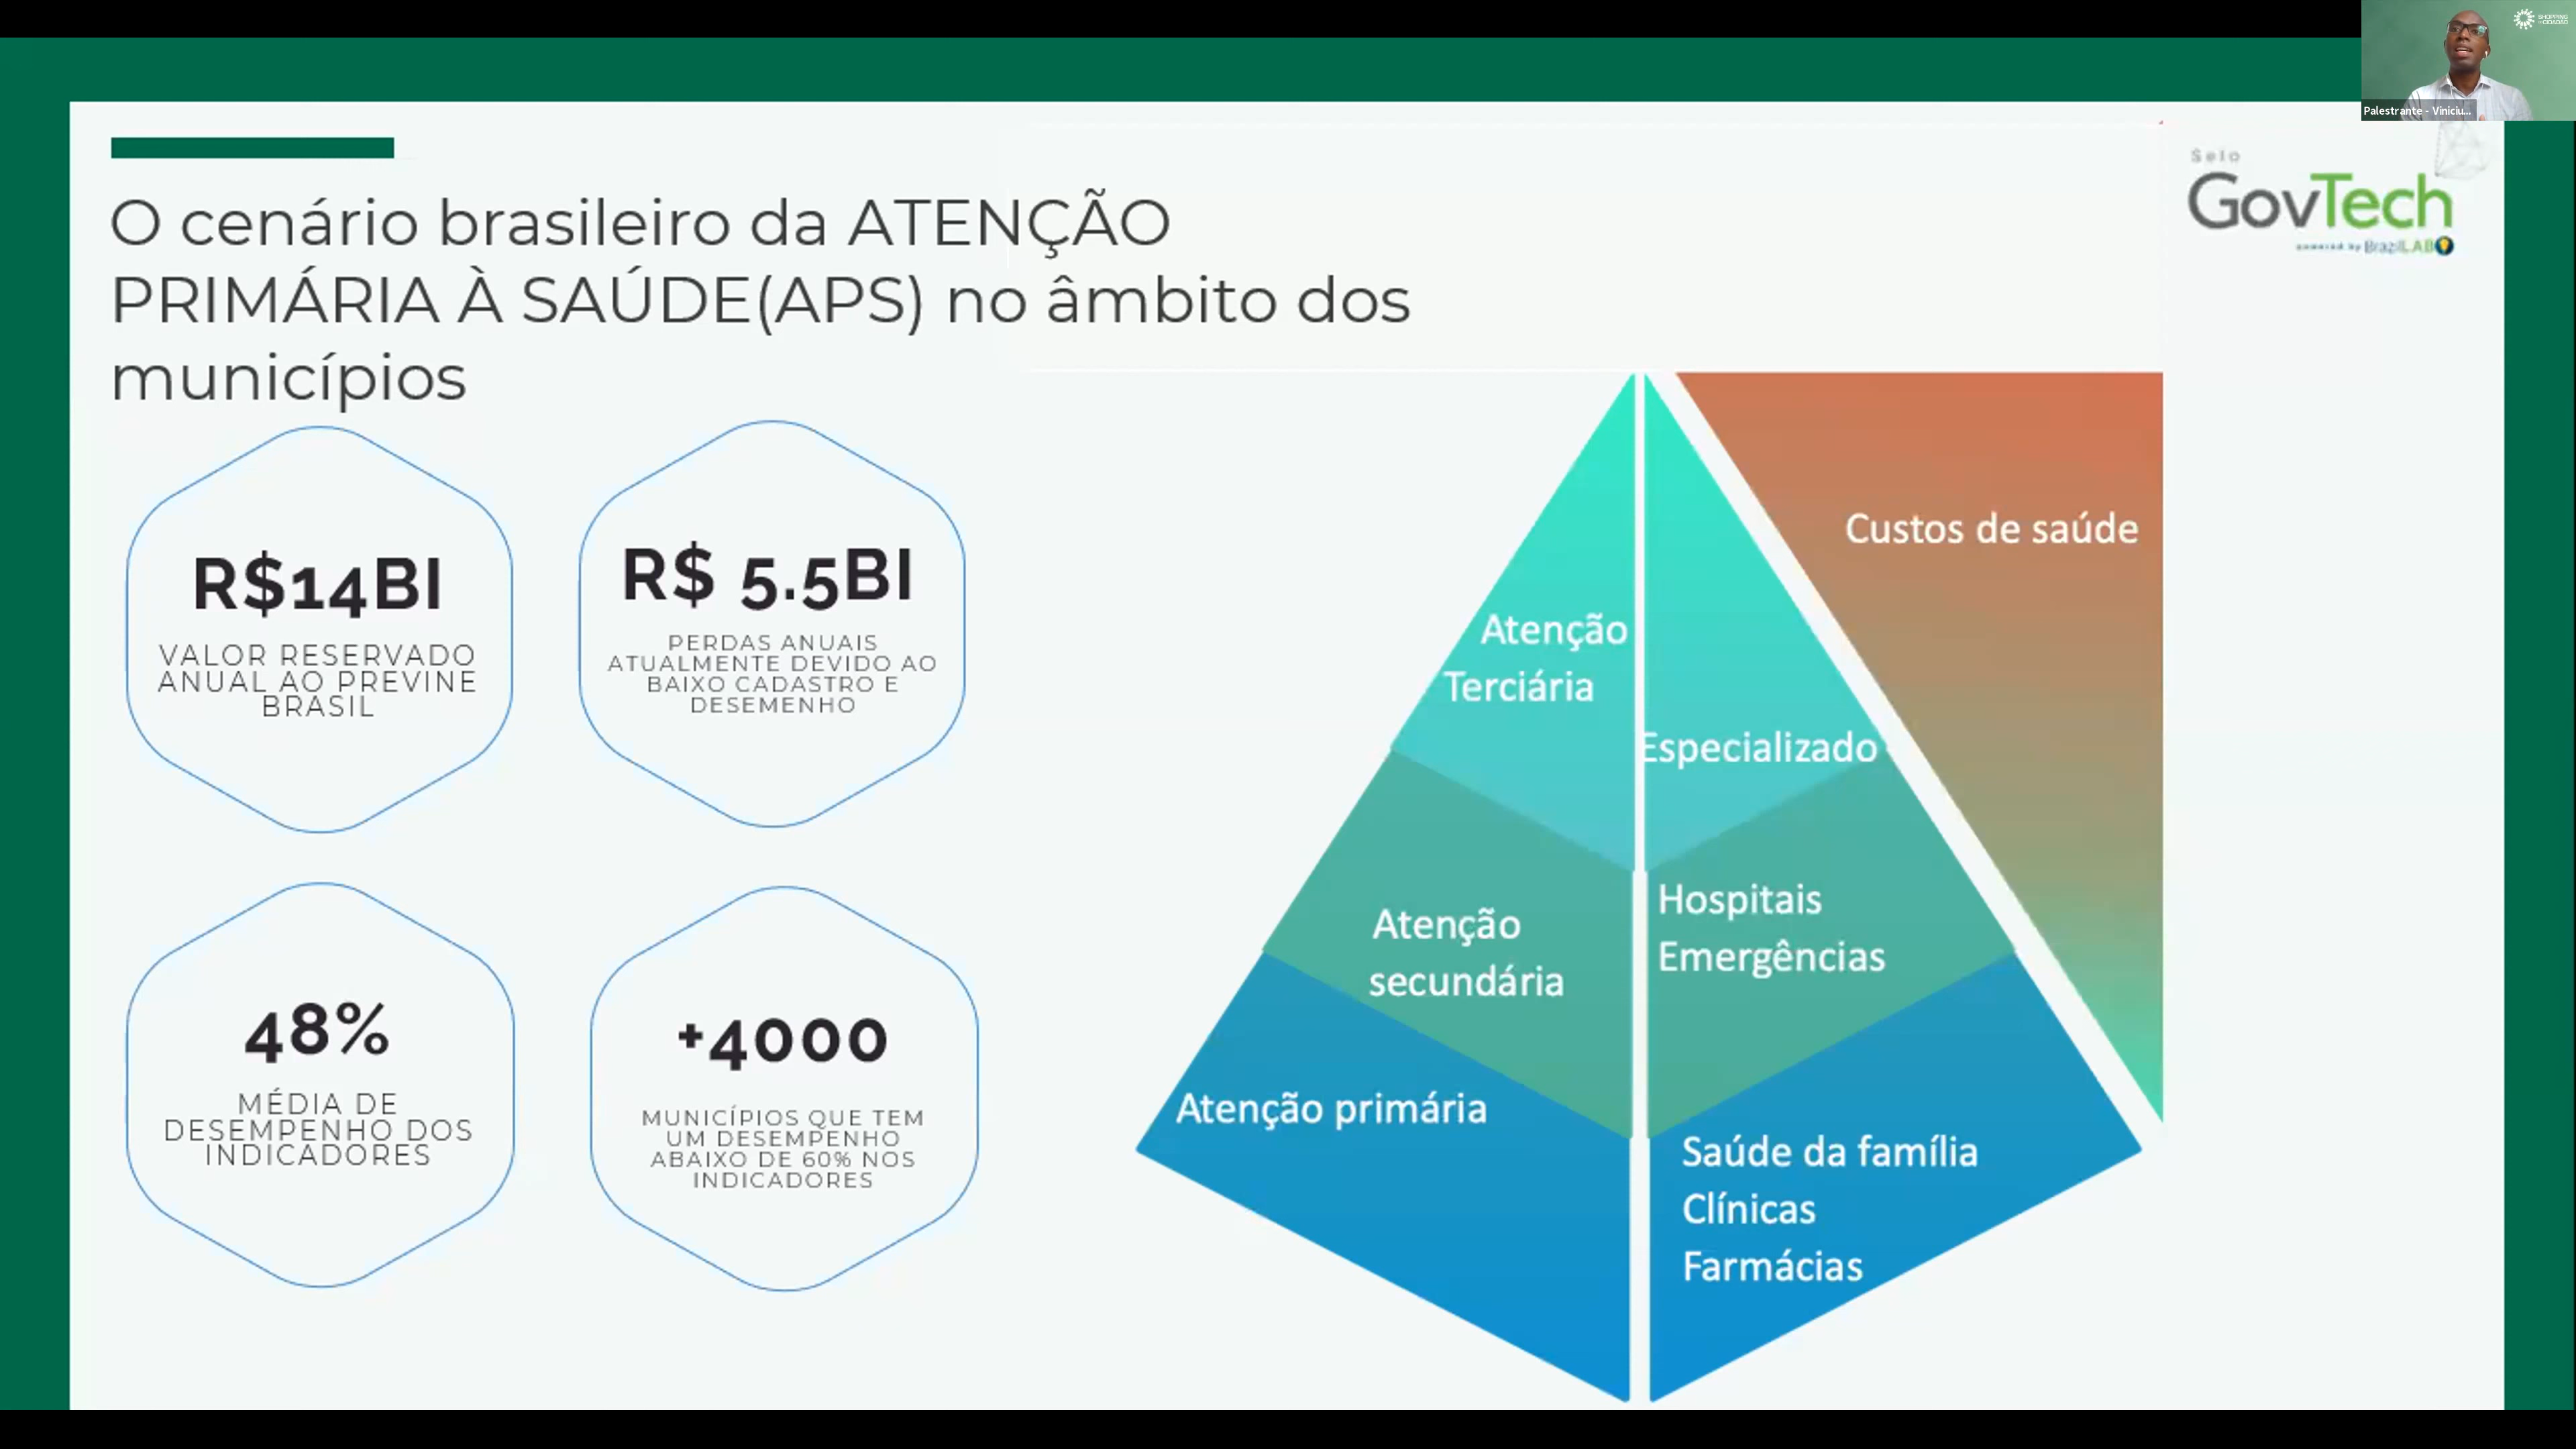 SHOPPING
CIDADÃO
Palestrante - Viniciu...
Selo
GovTech
powered by BrazilLAB
O cenário brasileiro da ATENÇÃO
PRIMÁRIA À SAÚDE(APS) no âmbito dos
municípios
R$14BI
VALOR RESERVADO
ANUAL AO PREVINE
BRASIL
R$ 5.5BI
PERDAS ANUAIS
ATUALMENTE DEVIDO AO
BAIXO CADASTRO E
DESEMENHO
48%
MÉDIA DE
DESEMPENHO DOS
INDICADORES
+4000
MUNICÍPIOS QUE TEM
UM DESEMPENHO
ABAIXO DE 60% NOS
INDICADORES
Custos de saúde
Atenção
Terciária
Especializado
Atenção
secundária
Hospitais
Emergências
Atenção primária
Saúde da família
Clínicas
Farmácias